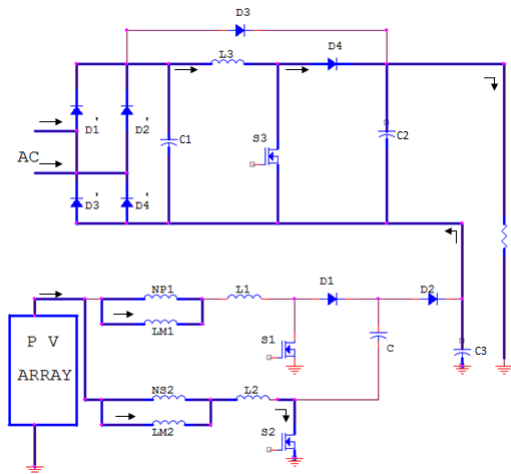 D3
L3
D4
D1'
D2'
C1
S3
C2
AC
D3'
D4'
NP1
L1
D1
D2
LM1
S1
C
C3
P V
ARRAY
NS2
L2
LM2
S2